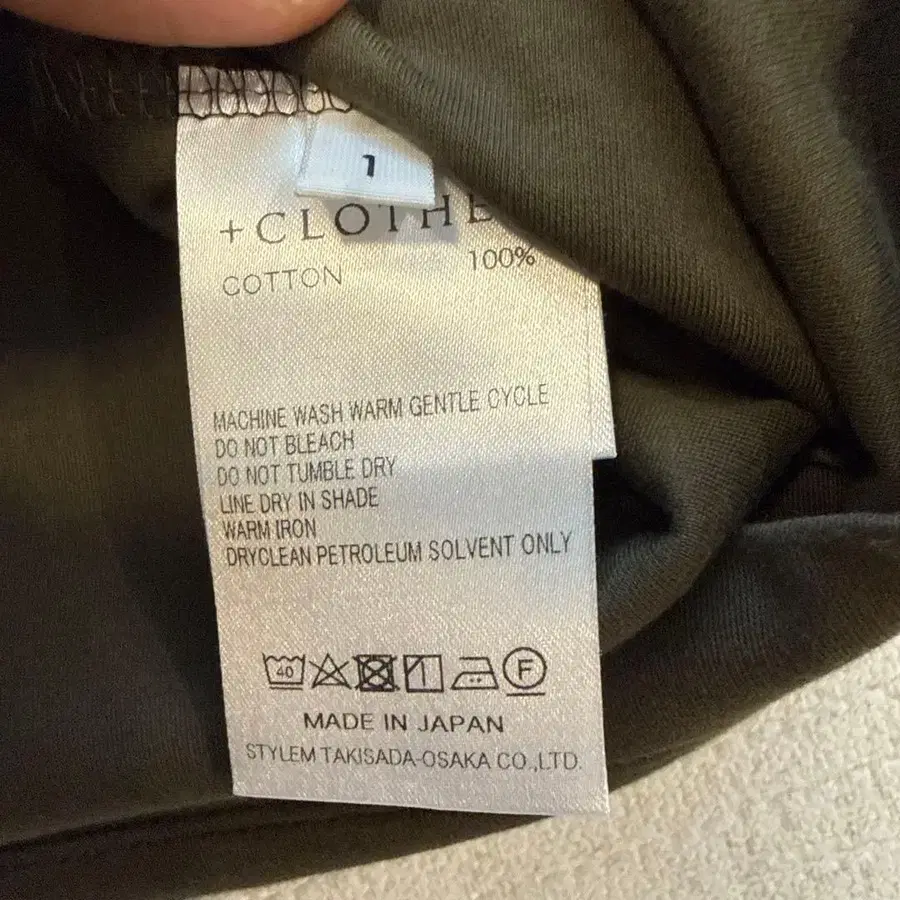 1
+CLOTHE
COTTON 100%
MACHINE WASH WARM GENTLE CYCLE
DO NOT BLEACH
DO NOT TUMBLE DRY
LINE DRY IN SHADE
WARM IRON
DRYCLEAN PETROLEUM SOLVENT ONLY
40 F
MADE IN JAPAN
STYLEM TAKISADA-OSAKA CO.,LTD.